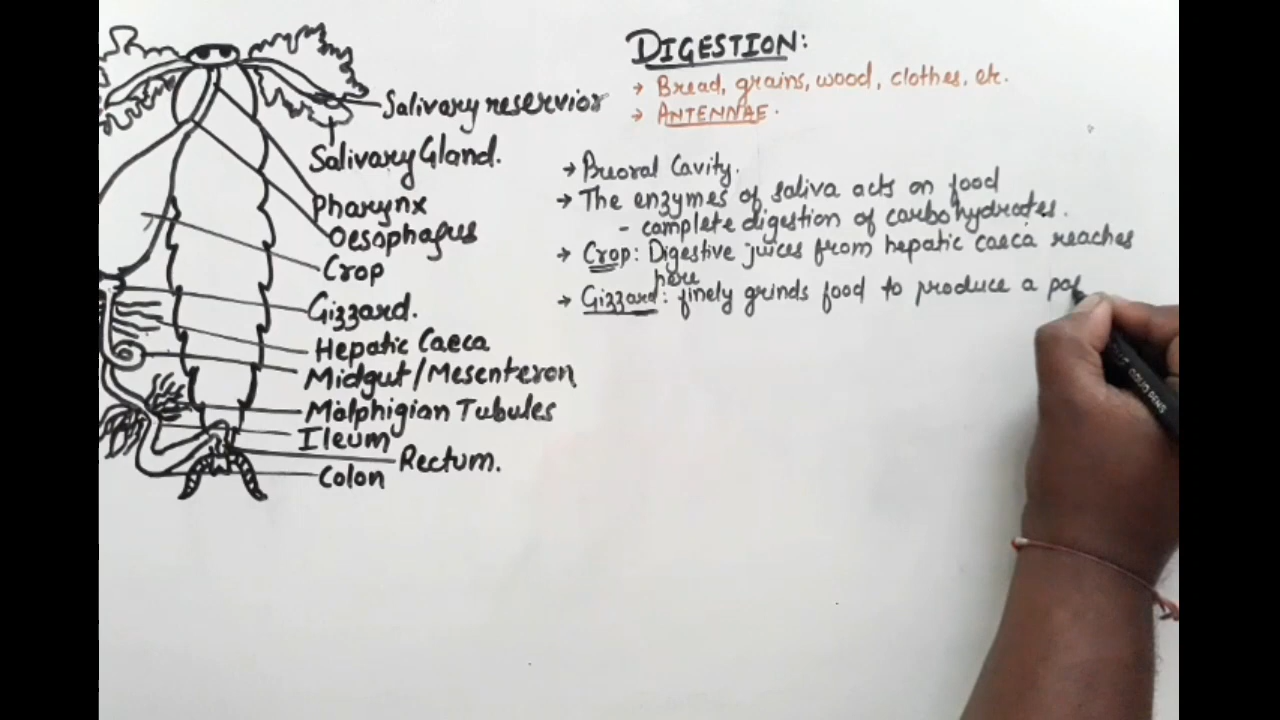 Salivary reservior
Salivary Gland.
Pharynx
Oesophagus
Crop
Gizzard.
Hepatic Caeca
Midgut/Mesenteron
Malphigian Tubules
Ileum
Rectum.
Colon
DIGESTION:
→ Bread, grains, wood, clothes, etc.
→ ANTENNAE.
→ Buoral Cavity.
→ The enzymes of saliva acts on food
- complete digestion of carbohydrates.
→ Crop: Digestive juices from hepatic caeca reaches
here
→ Gizzard: finely grinds food to produce a